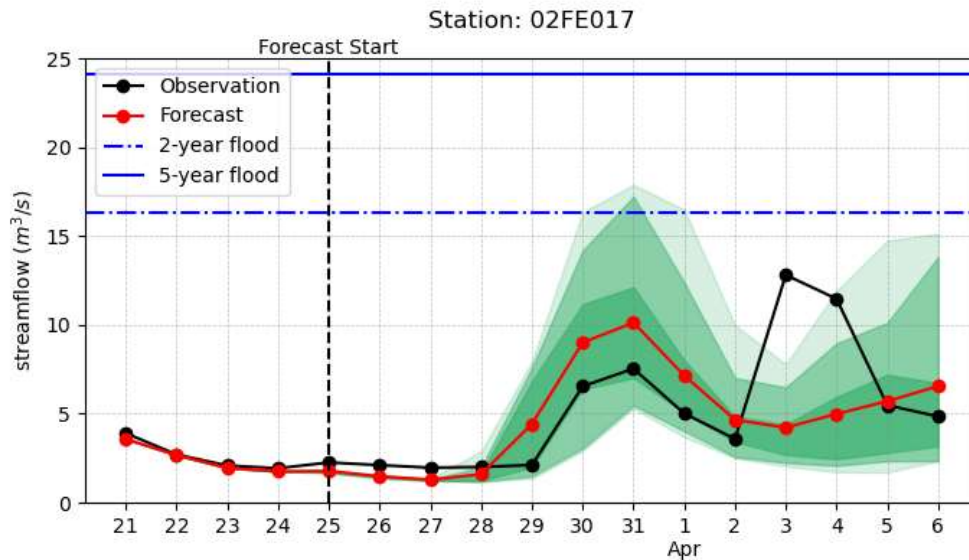 Station: 02FE017
Forecast Start
25
20
15
10
5
0
streamflow (m³/s)
Observation
Forecast
2-year flood
5-year flood
21 22 23 24 25 26 27 28 29 30 31 1 2 3 4 5 6
Apr